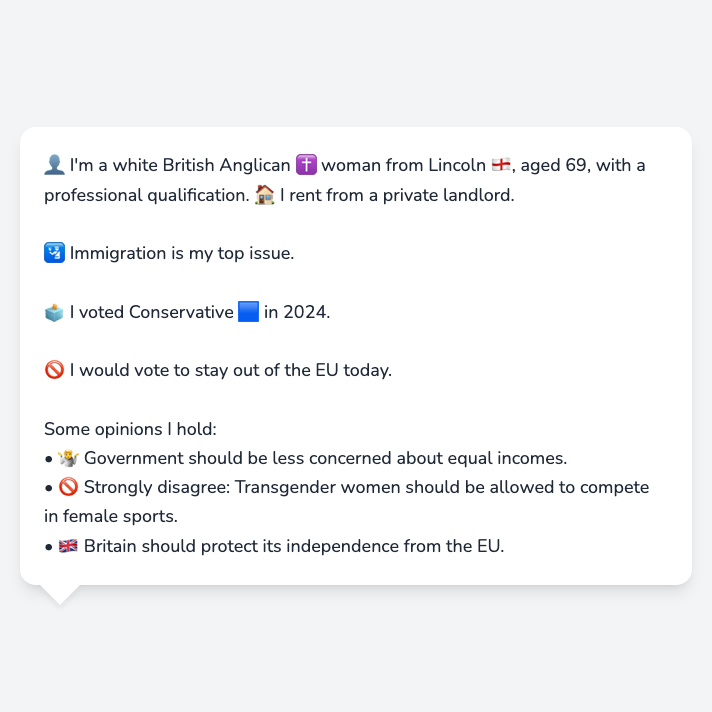 👤 I'm a white British Anglican ✝️ woman from Lincoln 🏴󠁧󠁢󠁥󠁮󠁧󠁿, aged 69, with a
professional qualification. 🏠 I rent from a private landlord.
🛂 Immigration is my top issue.
🗳️ I voted Conservative 🟦 in 2024.
🚫 I would vote to stay out of the EU today.
Some opinions I hold:
• 🤷 Government should be less concerned about equal incomes.
• 🚫 Strongly disagree: Transgender women should be allowed to compete
in female sports.
• 🇬🇧 Britain should protect its independence from the EU.